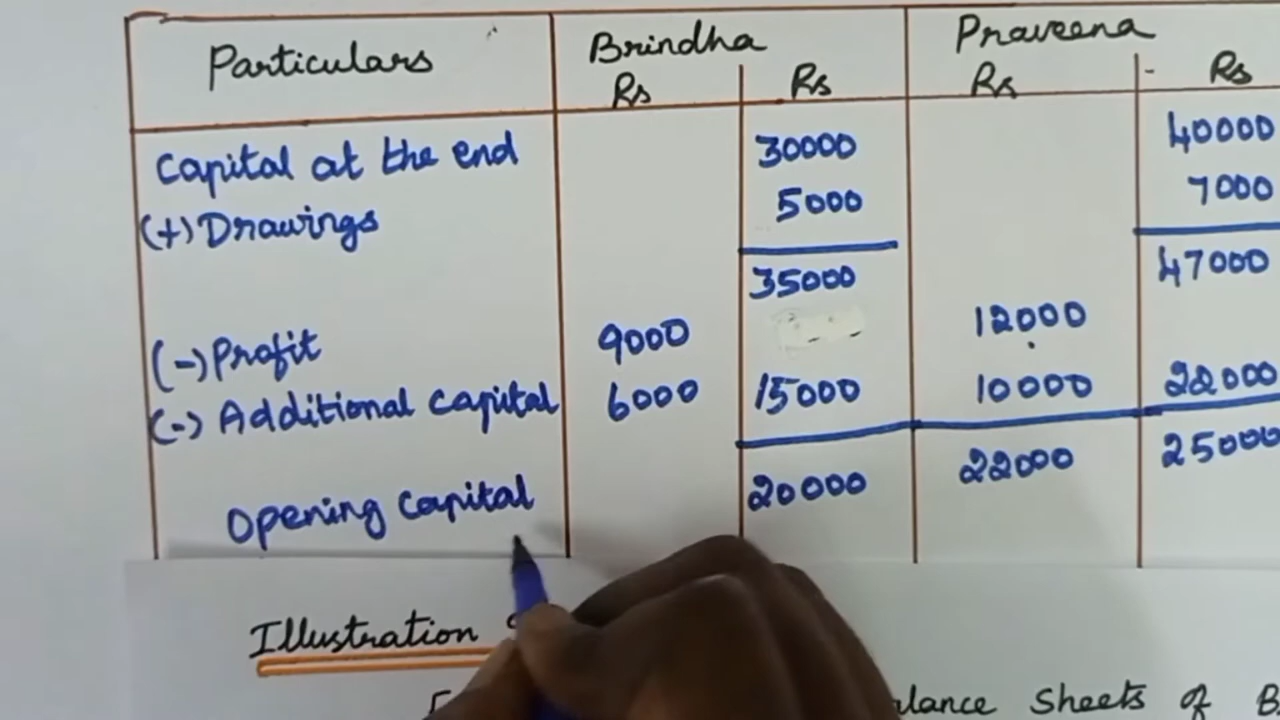 Particulars Brindha Praveena
Rs Rs Rs Rs
Capital at the end 30000 40000
(+) Drawings 5000 7000
35000 47000
(-) Profit 9000 12000
(-) Additional capital 6000 15000 10000 22000
Opening capital 20000 22000 25000
Illustration
Sheets of